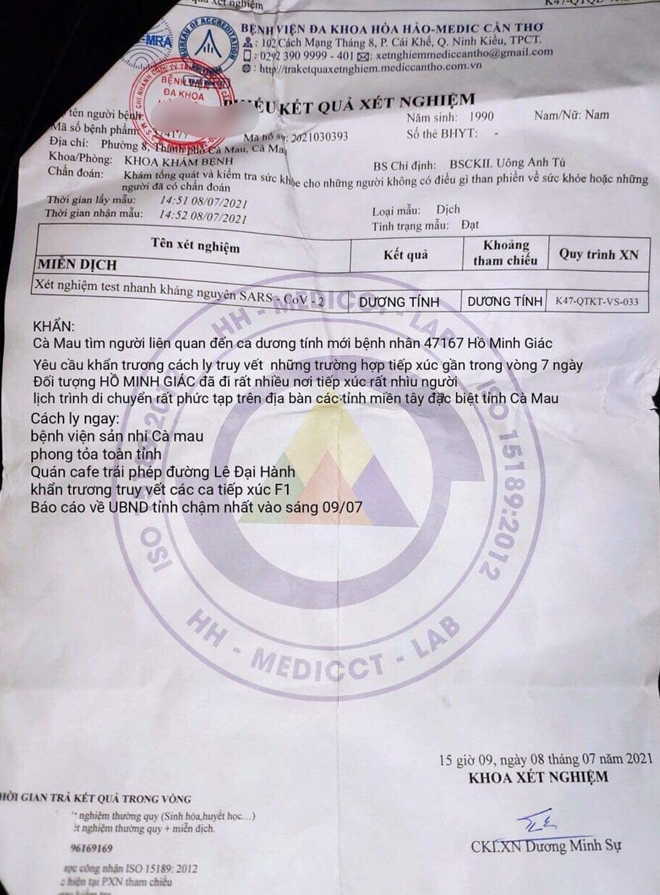 quả xét nghiệm
BỆNH VIỆN ĐA KHOA HÒA HẢO-MEDIC CẦN THƠ
: 102 Cách Mạng Tháng 8, P. Cái Khế, Q. Ninh Kiều, TPCT.
: 0292 390 9999 - 401 : xetnghiemmediccantho@gmail.com
: http://traketquaxetnghiem.mediccantho.com.vn
MRA
BUREAU OF ACCREDITATION
BỆNH VIỆN
ĐA KHOA
KẾT QUẢ XÉT NGHIỆM
tên người bệnh:
Năm sinh: 1990
Nam/Nữ: Nam
Mã số bệnh phẩm:
Mã hồ sơ: 2021030393
Số thẻ BHYT: -
Địa chỉ: Phường 8, Thành phố Cà Mau, Cà Mau
Khoa/Phòng: KHOA KHÁM BỆNH
BS Chỉ định: BSCKII. Uông Anh Tú
Chẩn đoán: Khám tổng quát và kiểm tra sức khỏe cho những người không có điều gì than phiền về sức khỏe hoặc những
người đã có chẩn đoán
Thời gian lấy mẫu: 14:51 08/07/2021
Loại mẫu: Dịch
Thời gian nhận mẫu: 14:52 08/07/2021
Tình trạng mẫu: Đạt
Tên xét nghiệm Kết quả Khoảng tham chiếu Quy trình XN
MIỄN DỊCH
Xét nghiệm test nhanh kháng nguyên SARS - CoV - 2 DƯƠNG TÍNH DƯƠNG TÍNH K47-QTKT-VS-033
KHẨN:
Cà Mau tìm người liên quan đến ca dương tính mới bệnh nhân 47167 Hồ Minh Giác
Yêu cầu khẩn trương cách ly truy vết những trường hợp tiếp xúc gần trong vòng 7 ngày
Đối tượng HỒ MINH GIÁC đã đi rất nhiều nơi tiếp xúc rất nhìu người
lịch trình di chuyển rất phức tạp trên địa bàn các tỉnh miền tây đặc biệt tỉnh Cà Mau
Cách ly ngay:
bệnh viện sản nhi Cà mau
phong tỏa toàn tỉnh
Quán cafe trái phép đường Lê Đại Hành
khẩn trương truy vết các ca tiếp xúc F1
Báo cáo về UBND tỉnh chậm nhất vào sáng 09/07
HH - MEDICCT - LAB
ISO 15189:2012
HH - MEDICCT - LAB
ISO 15189:2012
15 giờ 09, ngày 08 tháng 07 năm 2021
KHOA XÉT NGHIỆM
CKI.XN Dương Minh Sự
THỜI GIAN TRẢ KẾT QUẢ TRONG VÒNG
nghiệm thường quy (Sinh hóa,huyết học...)
nghiệm thường quy + miễn dịch.
96169169
công nhận ISO 15189: 2012
hiện tại PXN tham chiếu